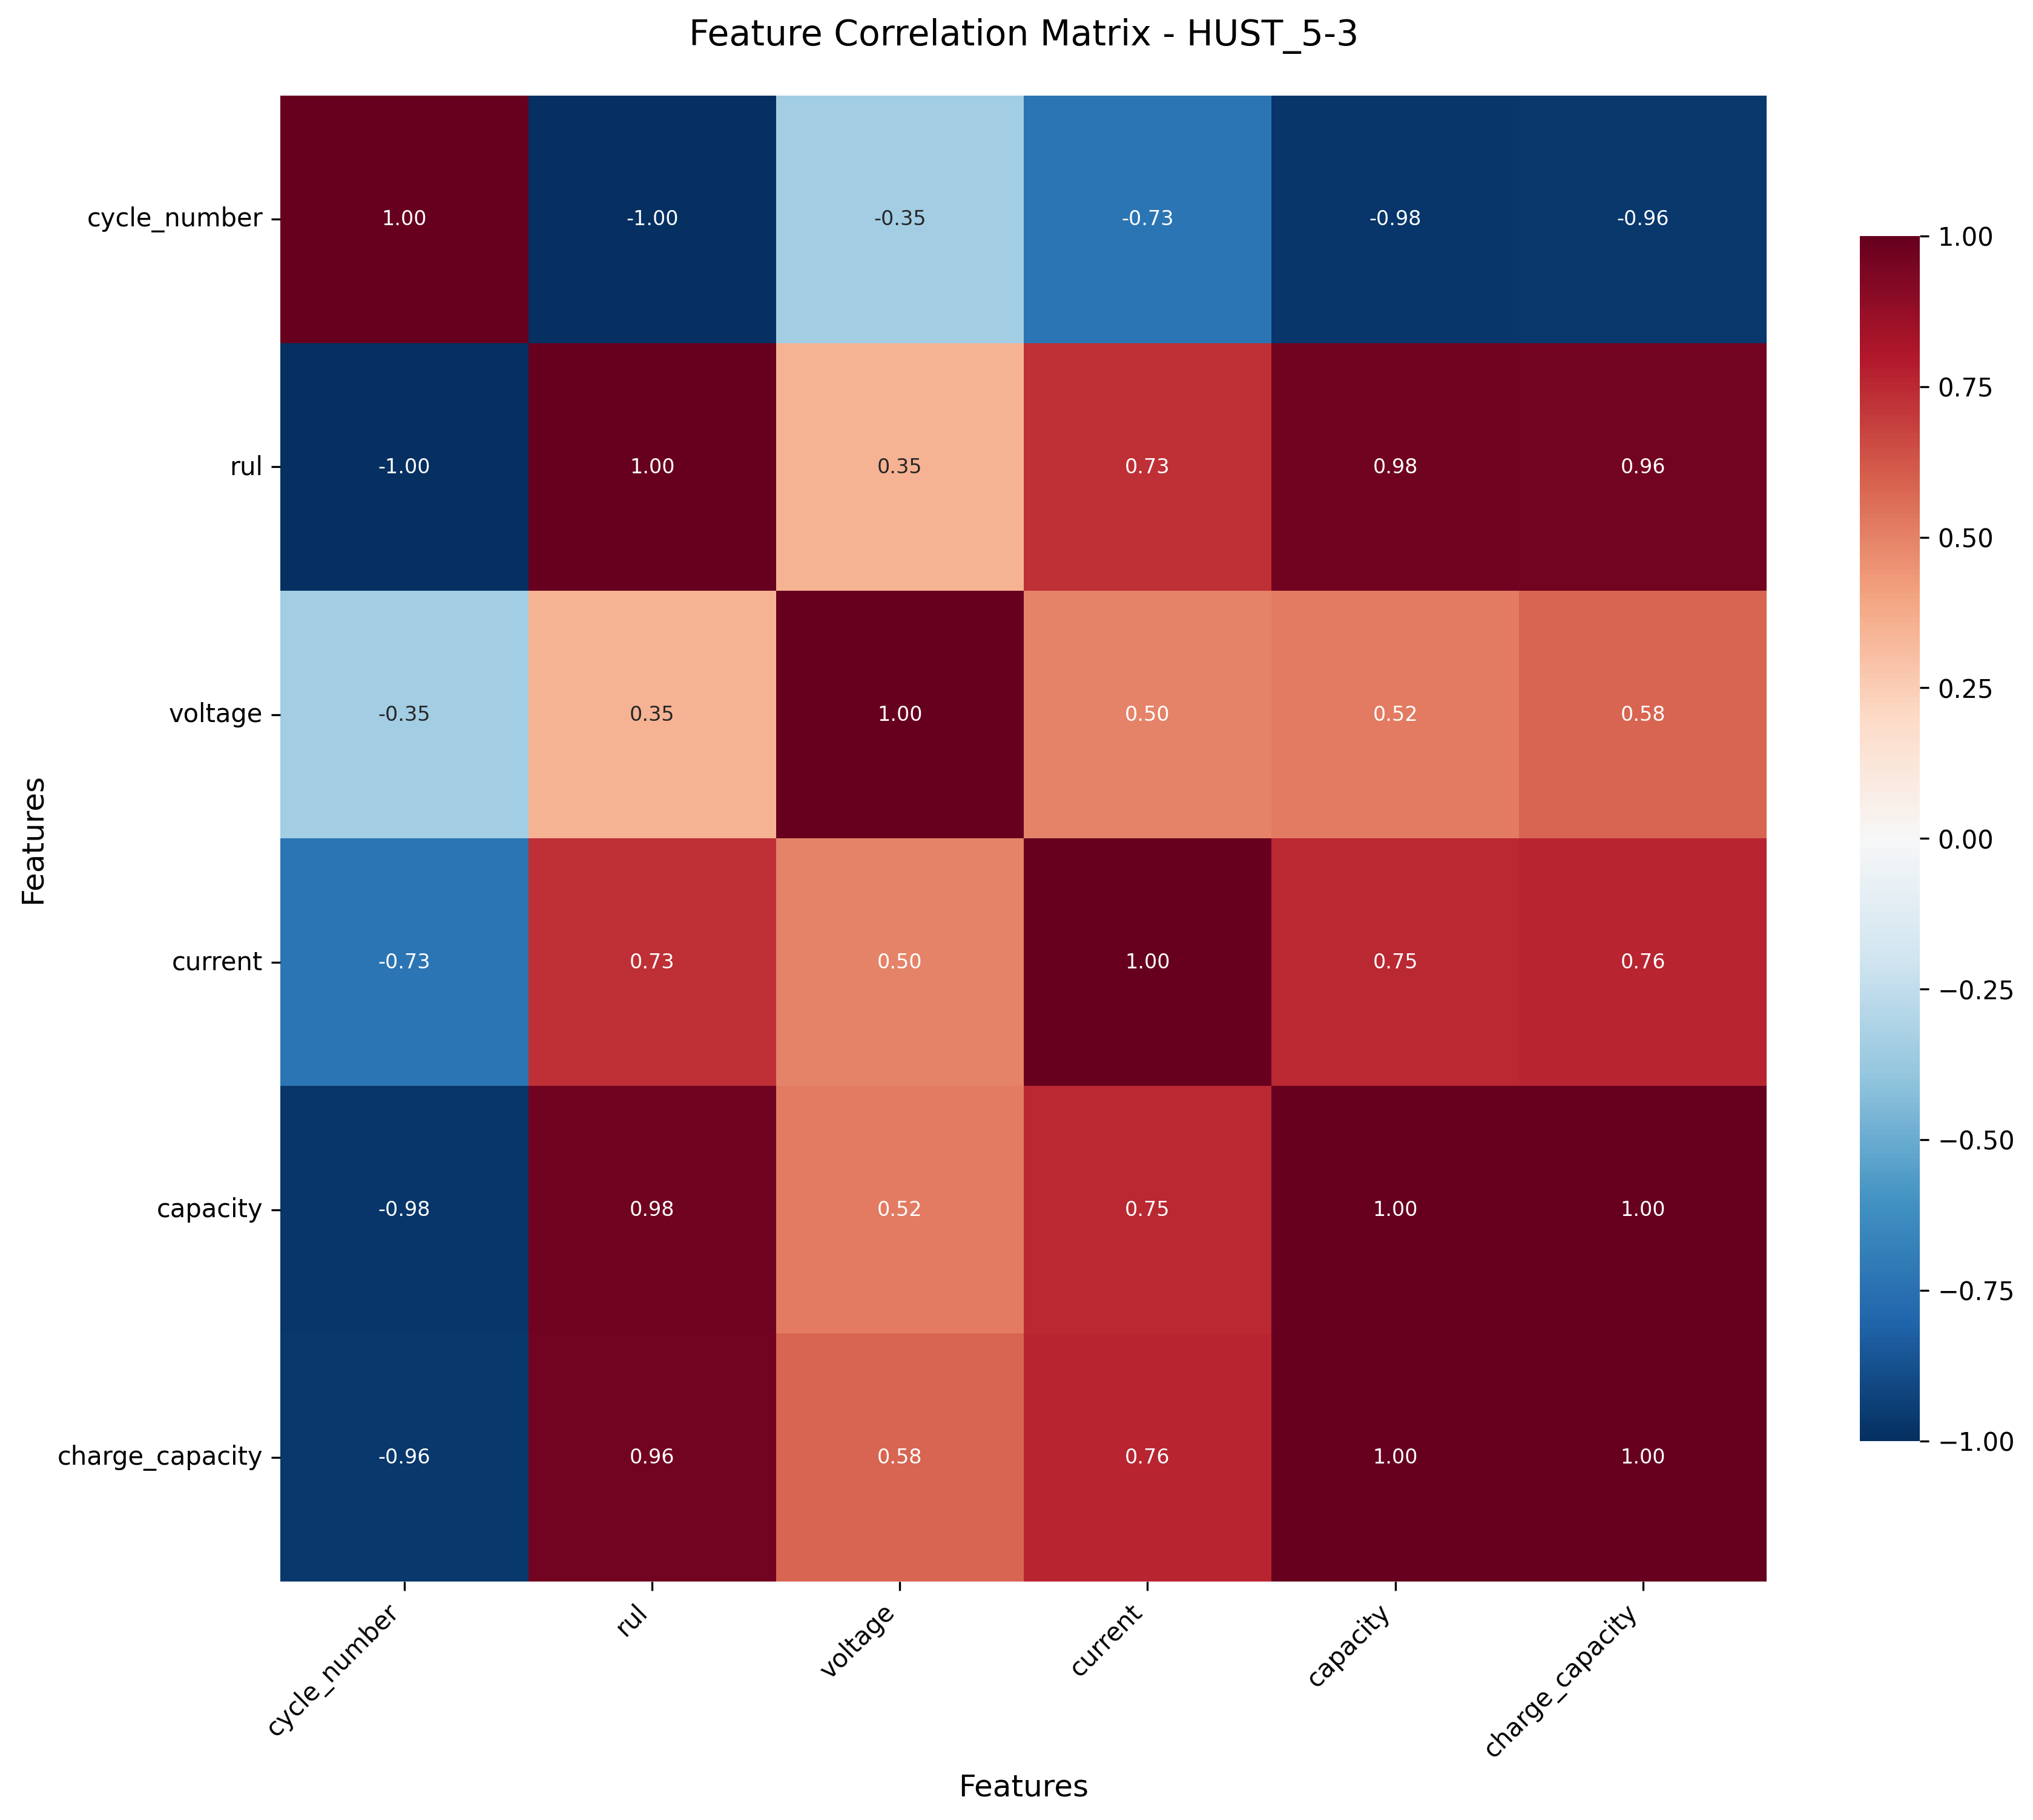 Feature Correlation Matrix - HUST_5-3
cycle_number 1.00 -1.00 -0.35 -0.73 -0.98 -0.96
rul -1.00 1.00 0.35 0.73 0.98 0.96
voltage -0.35 0.35 1.00 0.50 0.52 0.58
current -0.73 0.73 0.50 1.00 0.75 0.76
capacity -0.98 0.98 0.52 0.75 1.00 1.00
charge_capacity -0.96 0.96 0.58 0.76 1.00 1.00
Features
cycle_number rul voltage current capacity charge_capacity
Features
1.00
0.75
0.50
0.25
0.00
−0.25
−0.50
−0.75
−1.00